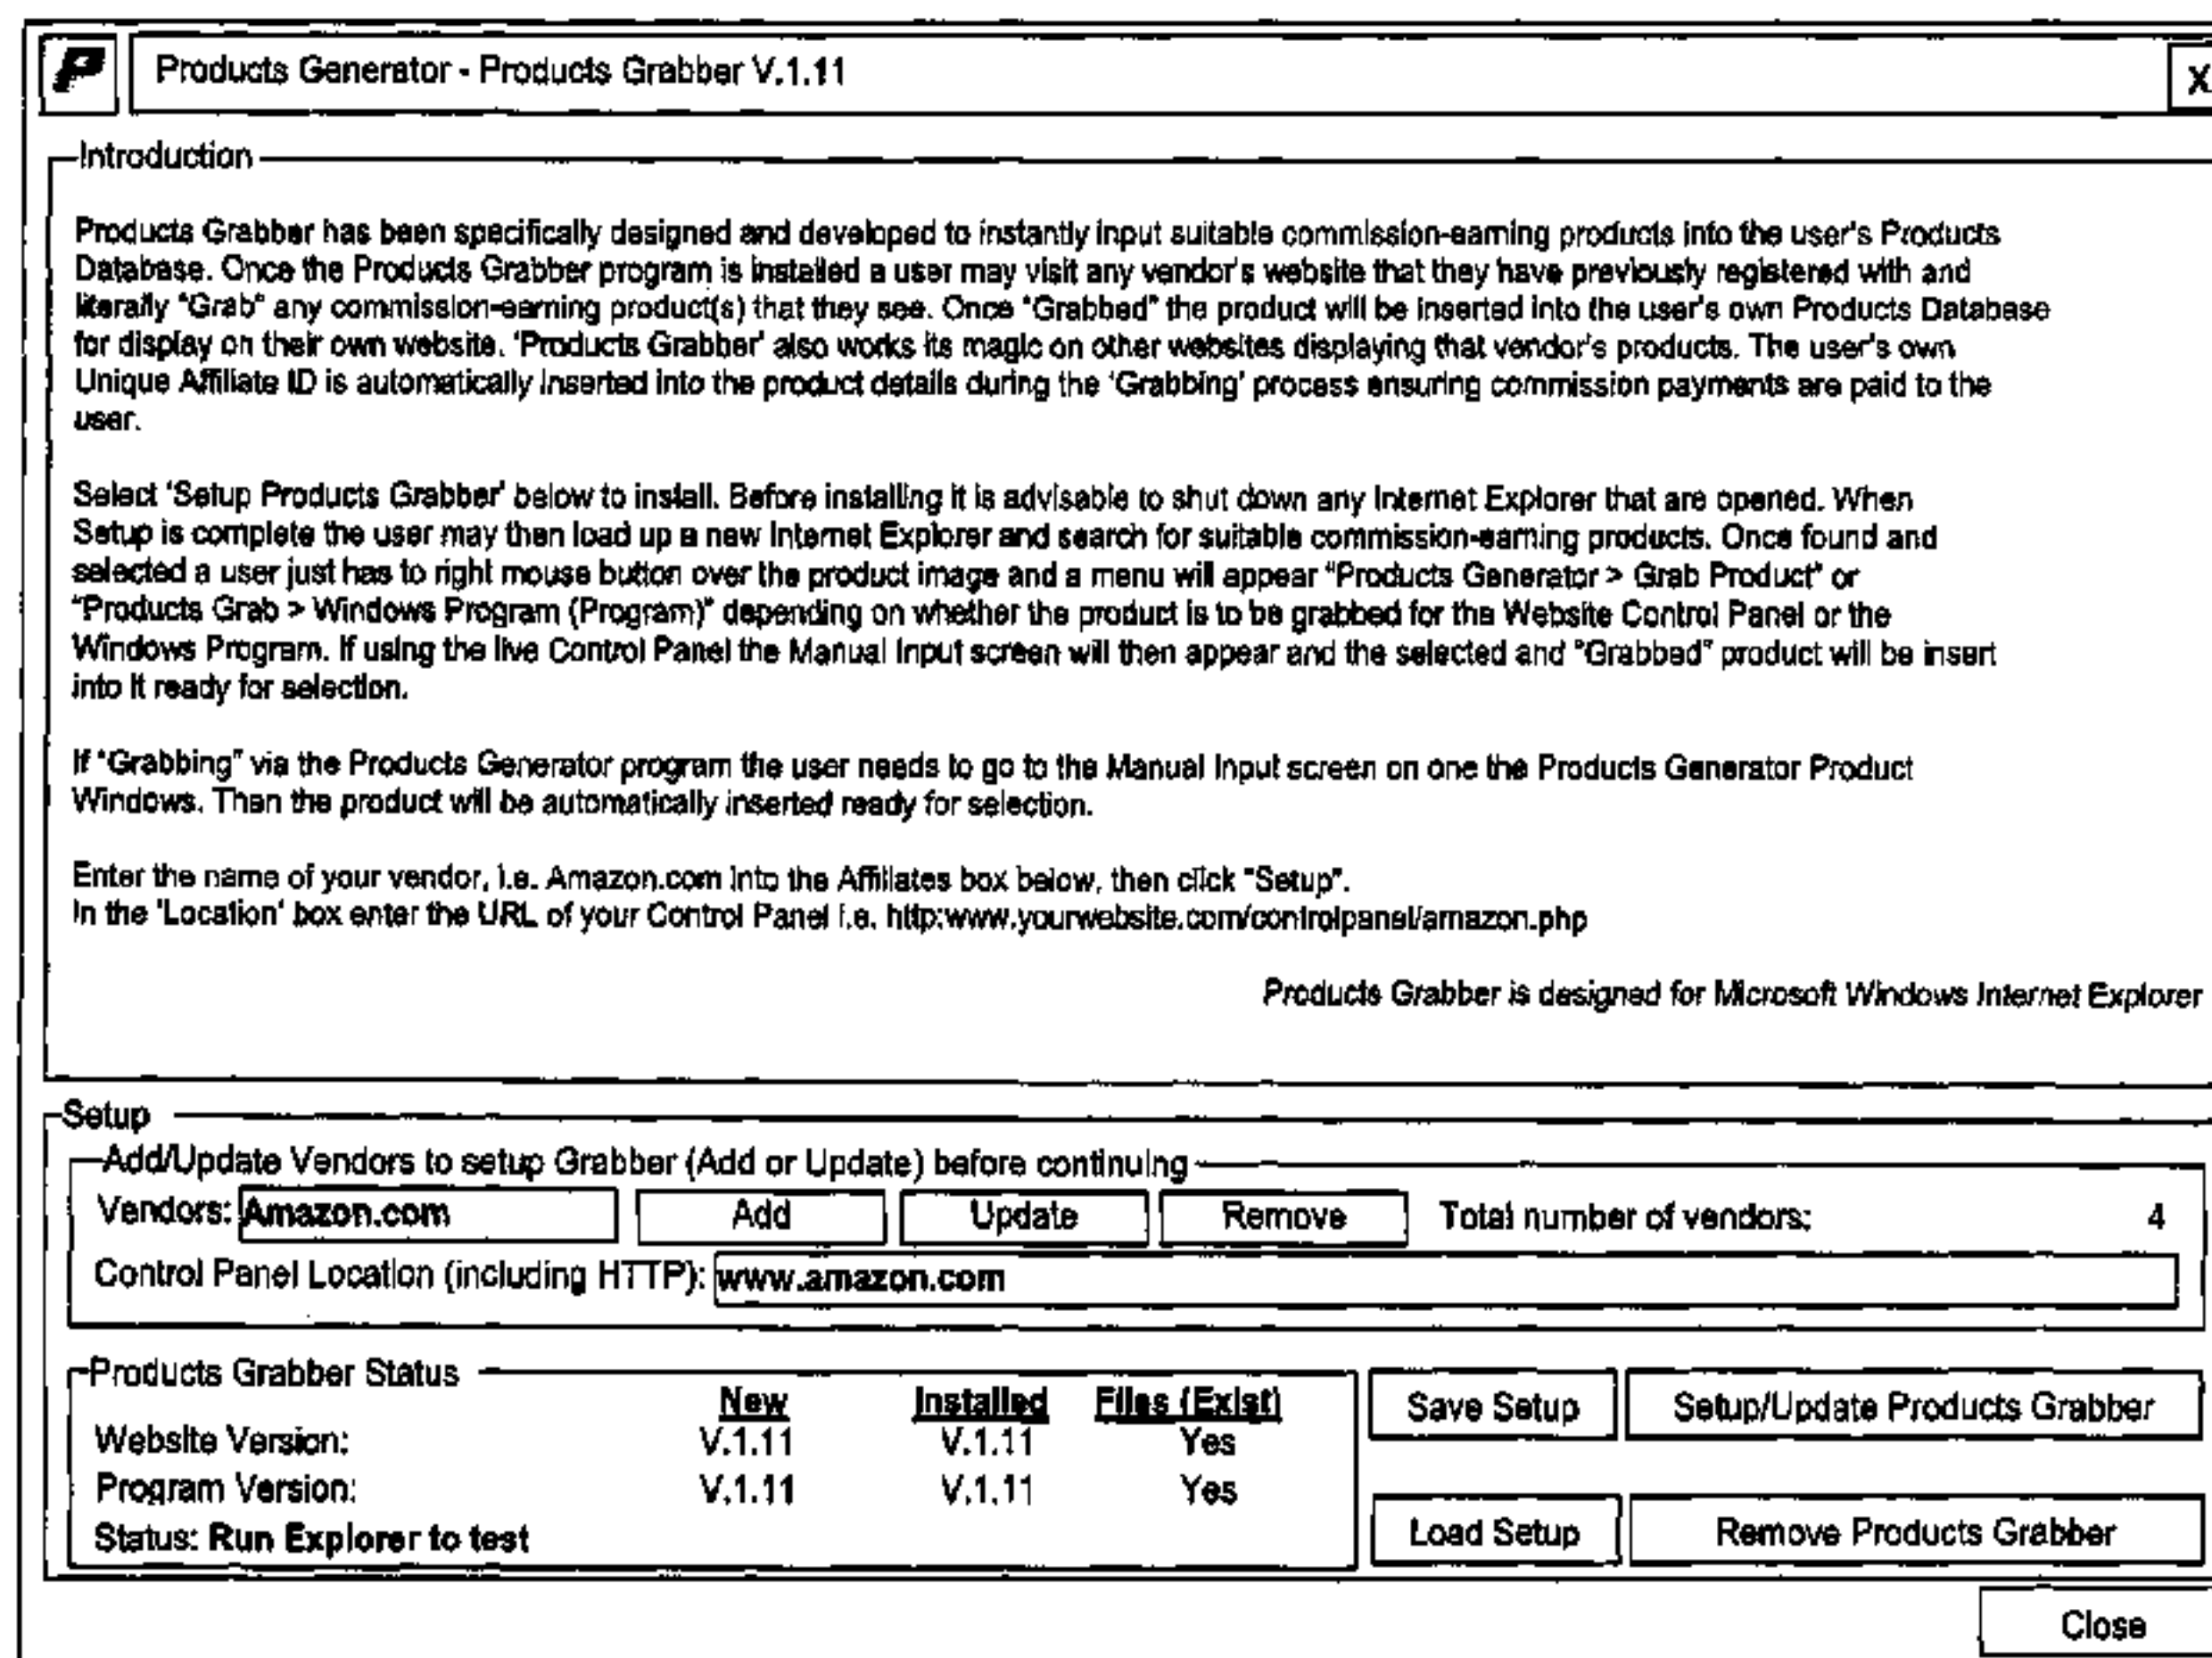 P Products Generator - Products Grabber V.1.11 X
Introduction
Products Grabber has been specifically designed and developed to instantly input suitable commission-earning products into the user's Products
Database. Once the Products Grabber program is installed a user may visit any vendor's website that they have previously registered with and
literally "Grab" any commission-earning product(s) that they see. Once "Grabbed" the product will be inserted into the user's own Products Database
for display on their own website. 'Products Grabber' also works its magic on other websites displaying that vendor's products. The user's own
Unique Affiliate ID is automatically inserted into the product details during the 'Grabbing' process ensuring commission payments are paid to the
user.
Select 'Setup Products Grabber' below to install. Before installing it is advisable to shut down any Internet Explorer that are opened. When
Setup is complete the user may then load up a new Internet Explorer and search for suitable commission-earning products. Once found and
selected a user just has to right mouse button over the product image and a menu will appear "Products Generator > Grab Product" or
"Products Grab > Windows Program (Program)" depending on whether the product is to be grabbed for the Website Control Panel or the
Windows Program. If using the live Control Panel the Manual Input screen will then appear and the selected and "Grabbed" product will be insert
into it ready for selection.
If "Grabbing" via the Products Generator program the user needs to go to the Manual Input screen on one the Products Generator Product
Windows. Then the product will be automatically inserted ready for selection.
Enter the name of your vendor, i.e. Amazon.com into the Affiliates box below, then click "Setup".
In the 'Location' box enter the URL of your Control Panel i.e. http:www.yourwebsite.com/controlpanel/amazon.php
Products Grabber is designed for Microsoft Windows Internet Explorer
Setup
Add/Update Vendors to setup Grabber (Add or Update) before continuing
Vendors: Amazon.com Add Update Remove Total number of vendors: 4
Control Panel Location (including HTTP): www.amazon.com
Products Grabber Status
New Installed Files (Exist) Save Setup Setup/Update Products Grabber
Website Version: V.1.11 V.1.11 Yes
Program Version: V.1.11 V.1.11 Yes
Status: Run Explorer to test Load Setup Remove Products Grabber
Close